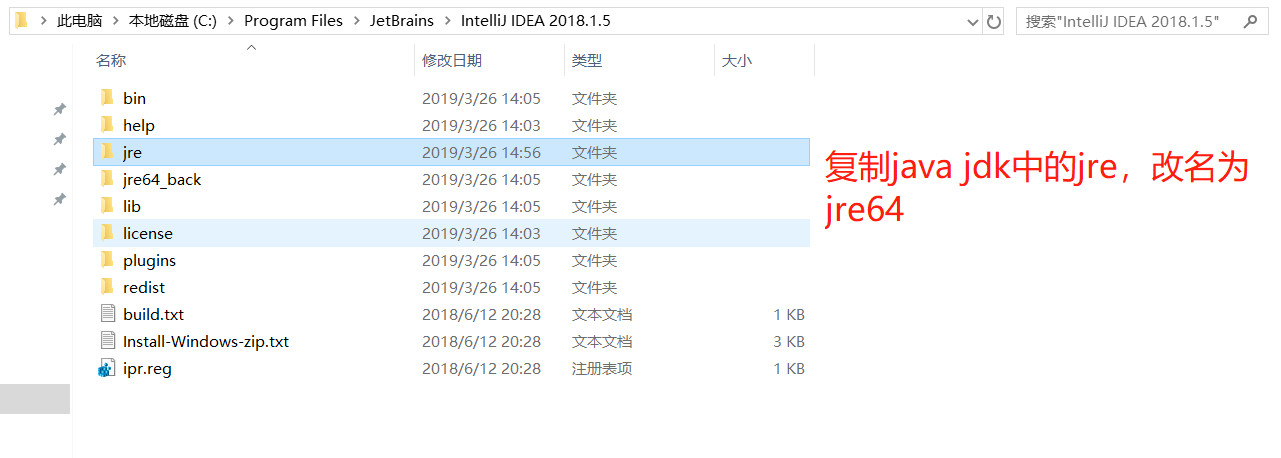 此电脑 > 本地磁盘 (C:) > Program Files > JetBrains > IntelliJ IDEA 2018.1.5
搜索"IntelliJ IDEA 2018.1.5"
名称 修改日期 类型 大小
bin 2019/3/26 14:05 文件夹
help 2019/3/26 14:03 文件夹
jre 2019/3/26 14:56 文件夹
jre64_back 2019/3/26 14:05 文件夹
lib 2019/3/26 14:05 文件夹
license 2019/3/26 14:03 文件夹
plugins 2019/3/26 14:05 文件夹
redist 2019/3/26 14:05 文件夹
build.txt 2018/6/12 20:28 文本文档 1 KB
Install-Windows-zip.txt 2018/6/12 20:28 文本文档 3 KB
ipr.reg 2018/6/12 20:28 注册表项 1 KB
复制java jdk中的jre，改名为
jre64